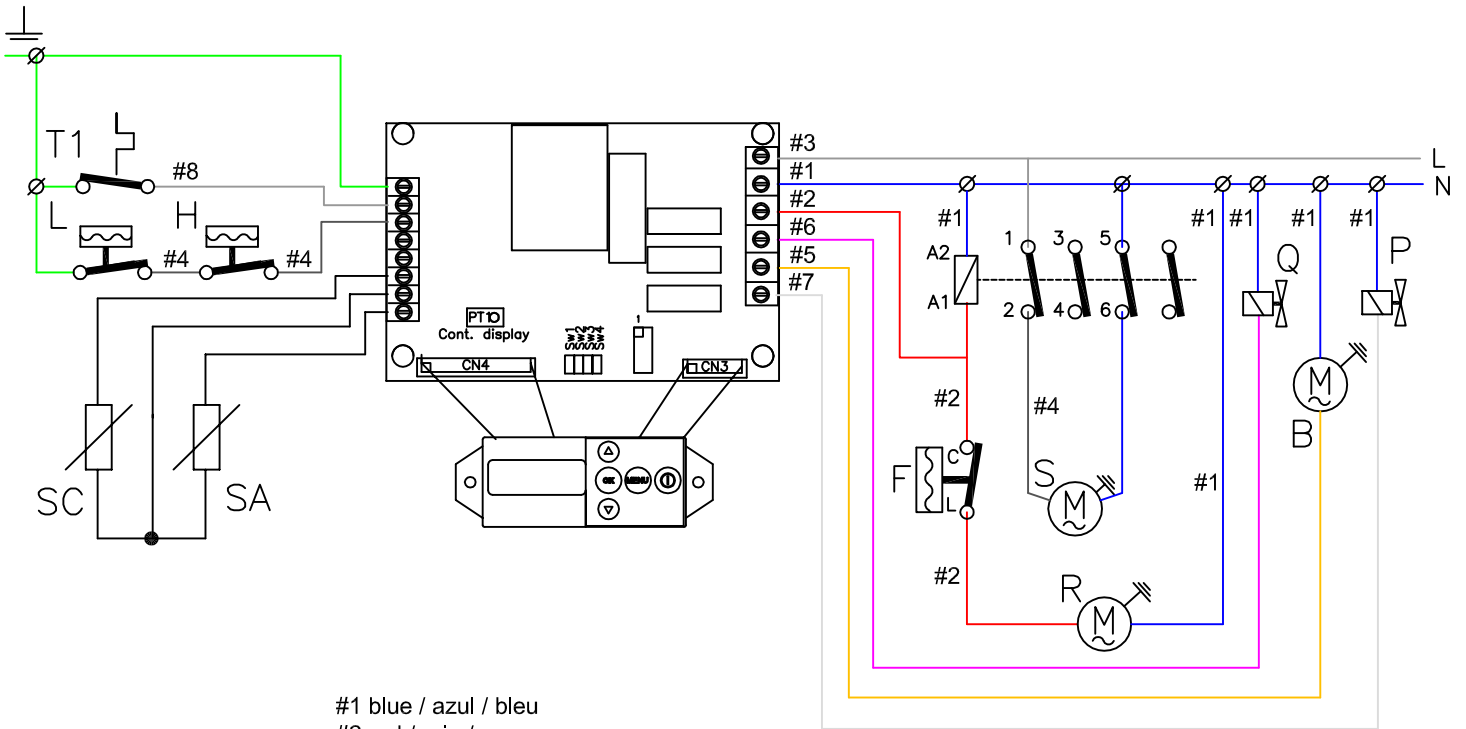 T1
#8
L
H
#4
#4
SC
SA
PT10
Cont. display
Sw1
Sw2
Sw3
Sw4
1
CN4
CN3
OK
MENU
#3
#1
#2
#6
#5
#7
L
N
#1
#1
#1
#1
#1
A2
A1
1
3
5
2
4
6
Q
P
M
B
#2
#4
C
F
L
S
M
#1
#2
R
M
#1 blue / azul / bleu